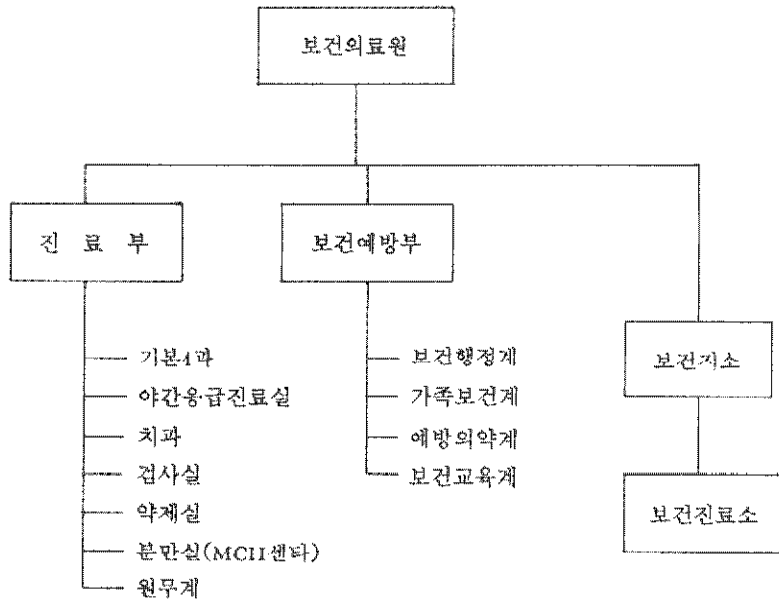 보건의료원
진 료 부
보건예방부
기본4과
야간응급진료실
치과
검사실
약제실
분만실(MCH센타)
원무계
보건행정계
가족보건계
예방의약계
보건교육계
보건지소
보건진료소